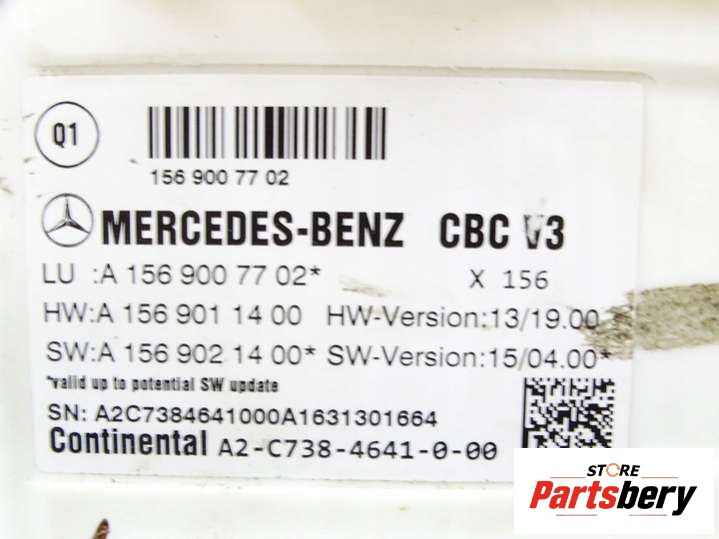 Q1
156 900 77 02
MERCEDES-BENZ CBC V3
LU :A 156 900 77 02* X 156
HW:A 156 901 14 00 HW-Version:13/19.00
SW:A 156 902 14 00* SW-Version:15/04.00*
*valid up to potential SW update
SN: A2C7384641000A1631301664
Continental A2-C738-4641-0-00
STORE
Partsbery